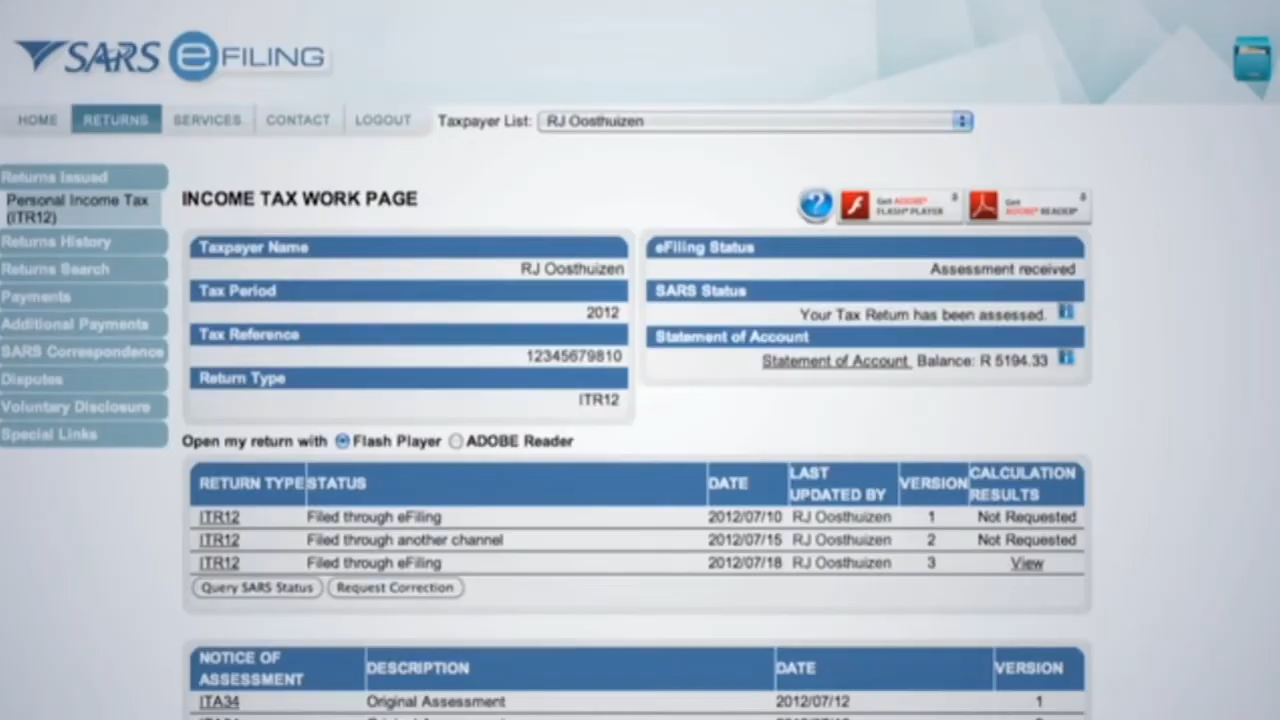 SARS eFILING
HOME RETURNS SERVICES CONTACT LOGOUT Taxpayer List: RJ Oosthuizen
Returns Issued
Personal Income Tax
(ITR12)
Returns History
Returns Search
Payments
Additional Payments
SARS Correspondence
Disputes
Voluntary Disclosure
Special Links
INCOME TAX WORK PAGE
? Get ADOBE® FLASH® PLAYER
Get ADOBE® READER®
Taxpayer Name
RJ Oosthuizen
Tax Period
2012
Tax Reference
12345679810
Return Type
ITR12
eFiling Status
Assessment received
SARS Status
Your Tax Return has been assessed.
Statement of Account
Statement of Account Balance: R 5194.33
Open my return with Flash Player ADOBE Reader
RETURN TYPE STATUS DATE LAST UPDATED BY VERSION CALCULATION RESULTS
ITR12 Filed through eFiling 2012/07/10 RJ Oosthuizen 1 Not Requested
ITR12 Filed through another channel 2012/07/15 RJ Oosthuizen 2 Not Requested
ITR12 Filed through eFiling 2012/07/18 RJ Oosthuizen 3 View
Query SARS Status Request Correction
NOTICE OF ASSESSMENT DESCRIPTION DATE VERSION
ITA34 Original Assessment 2012/07/12 1